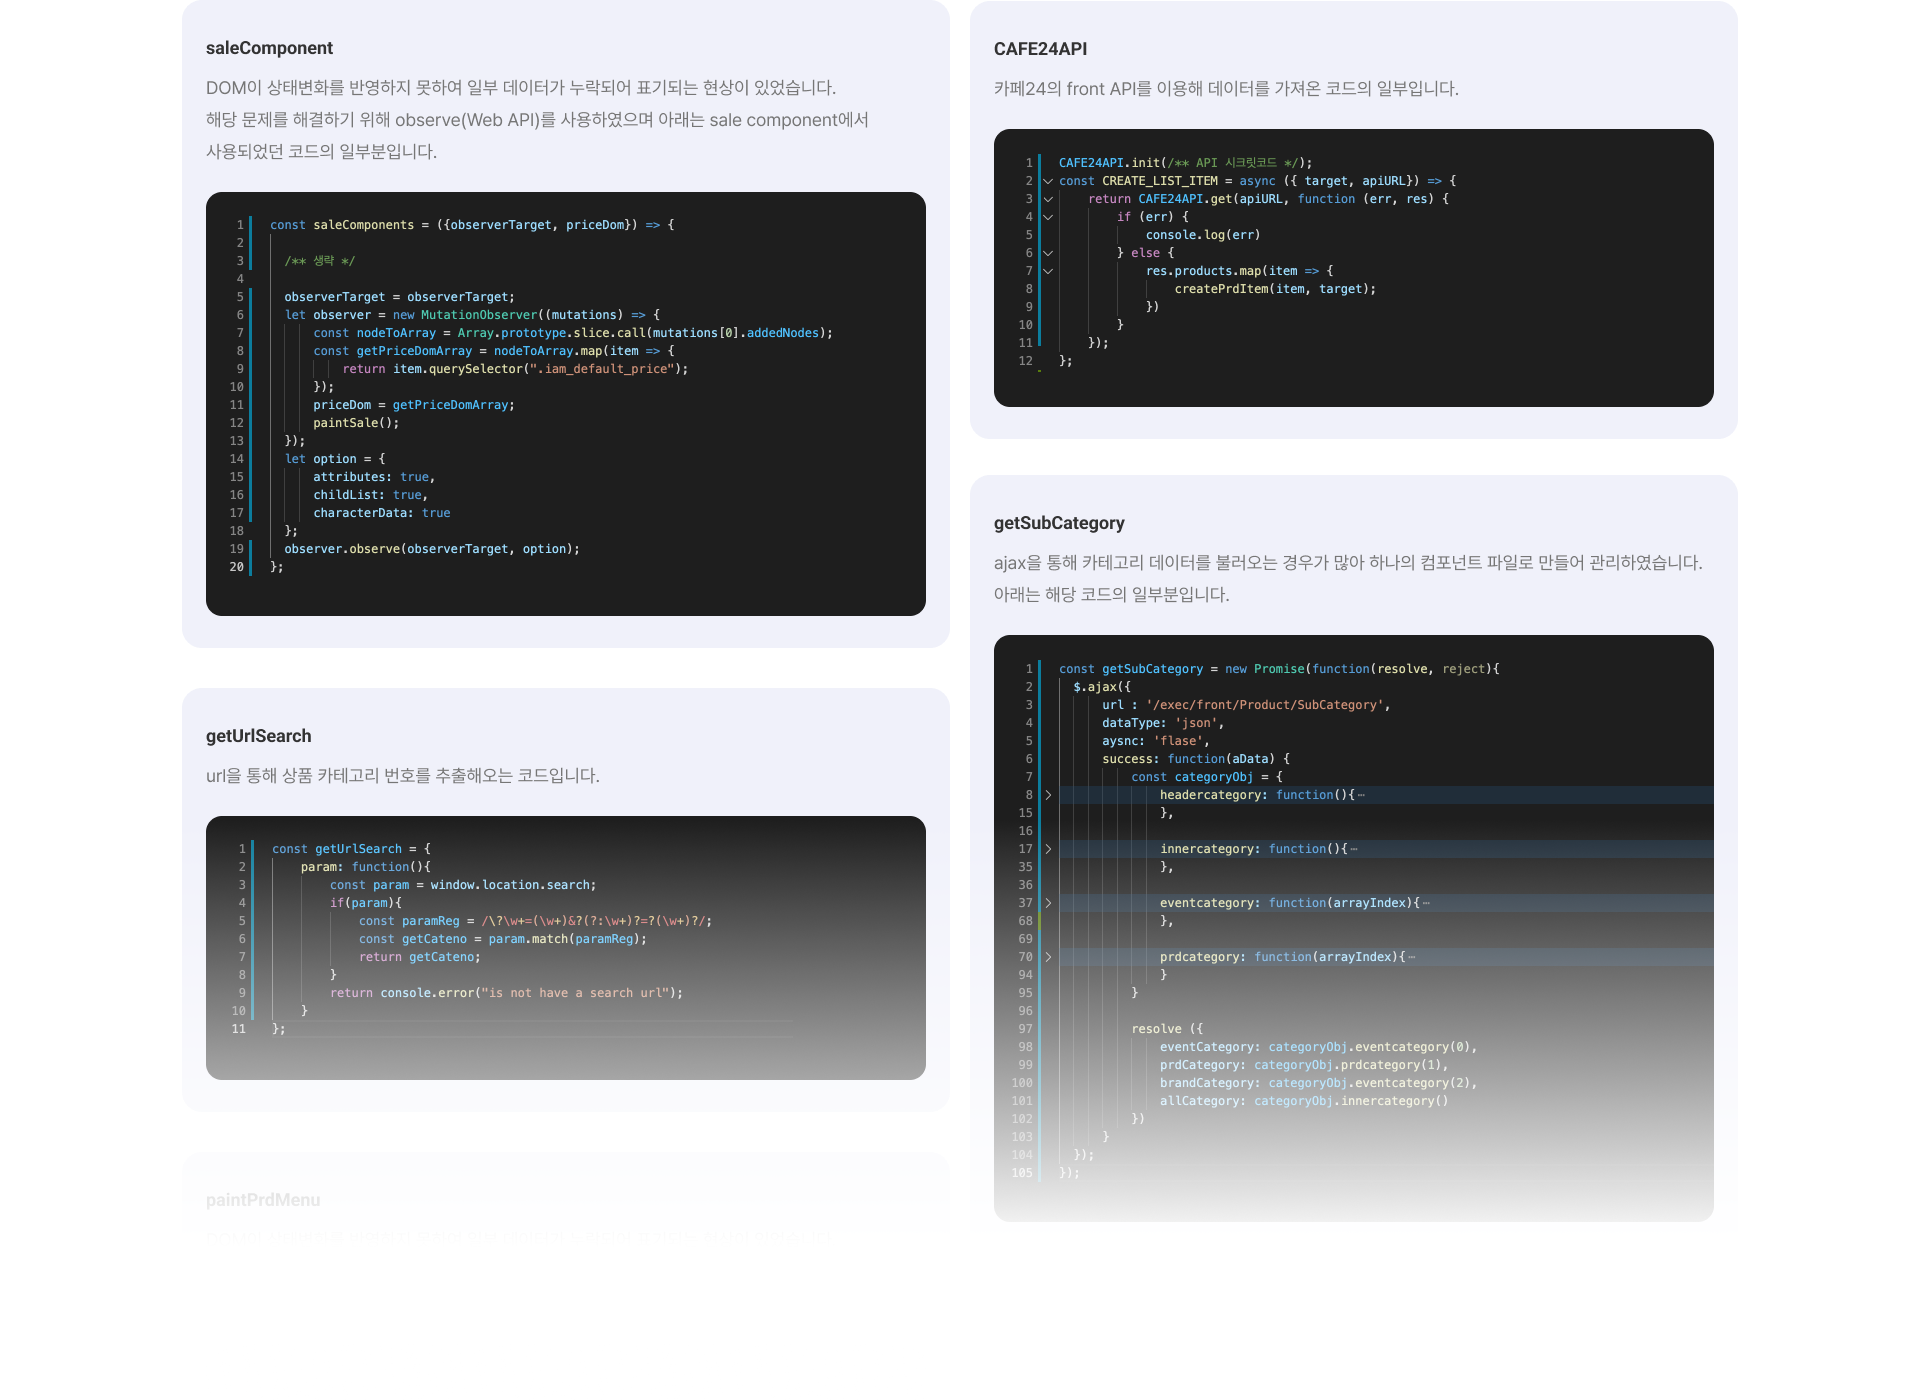 saleComponent
DOM이 상태변화를 반영하지 못하여 일부 데이터가 누락되어 표기되는 현상이 있었습니다.
해당 문제를 해결하기 위해 observe(Web API)를 사용하였으며 아래는 sale component에서
사용되었던 코드의 일부분입니다.
1 const saleComponents = ({observerTarget, priceDom}) => {
2
3 /** 생략 */
4
5 observerTarget = observerTarget;
6 let observer = new MutationObserver((mutations) => {
7 const nodeToArray = Array.prototype.slice.call(mutations[0].addedNodes);
8 const getPriceDomArray = nodeToArray.map(item => {
9 return item.querySelector(".iam_default_price");
10 });
11 priceDom = getPriceDomArray;
12 paintSale();
13 });
14 let option = {
15 attributes: true,
16 childList: true,
17 characterData: true
18 };
19 observer.observe(observerTarget, option);
20 };
getUrlSearch
url을 통해 상품 카테고리 번호를 추출해오는 코드입니다.
1 const getUrlSearch = {
2 param: function(){
3 const param = window.location.search;
4 if(param){
5 const paramReg = /\?\w+=(\w+)&?(?:\w+)?=?(\w+)?/;
6 const getCateno = param.match(paramReg);
7 return getCateno;
8 }
9 return console.error("is not have a search url");
10 }
11 };
paintPrdMenu
CAFE24API
카페24의 front API를 이용해 데이터를 가져온 코드의 일부입니다.
1 CAFE24API.init(/** API 시크릿코드 */);
2 const CREATE_LIST_ITEM = async ({ target, apiURL}) => {
3 return CAFE24API.get(apiURL, function (err, res) {
4 if (err) {
5 console.log(err)
6 } else {
7 res.products.map(item => {
8 createPrdItem(item, target);
9 })
10 }
11 });
12 };
getSubCategory
ajax을 통해 카테고리 데이터를 불러오는 경우가 많아 하나의 컴포넌트 파일로 만들어 관리하였습니다.
아래는 해당 코드의 일부분입니다.
1 const getSubCategory = new Promise(function(resolve, reject){
2 $.ajax({
3 url : '/exec/front/Product/SubCategory',
4 dataType: 'json',
5 aysnc: 'flase',
6 success: function(aData) {
7 const categoryObj = {
8 headercategory: function(){⋯
15 },
16
17 innercategory: function(){⋯
35 },
36
37 eventcategory: function(arrayIndex){⋯
68 },
69
70 prdcategory: function(arrayIndex){⋯
94 }
95 }
96
97 resolve ({
98 eventCategory: categoryObj.eventcategory(0),
99 prdCategory: categoryObj.prdcategory(1),
100 brandCategory: categoryObj.eventcategory(2),
101 allCategory: categoryObj.innercategory()
102 })
103 }
104 });
105 });